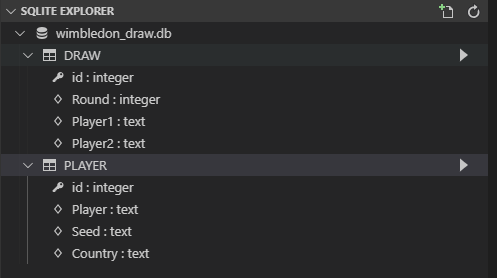 SQLITE EXPLORER
wimbledon_draw.db
DRAW
id : integer
Round : integer
Player1 : text
Player2 : text
PLAYER
id : integer
Player : text
Seed : text
Country : text